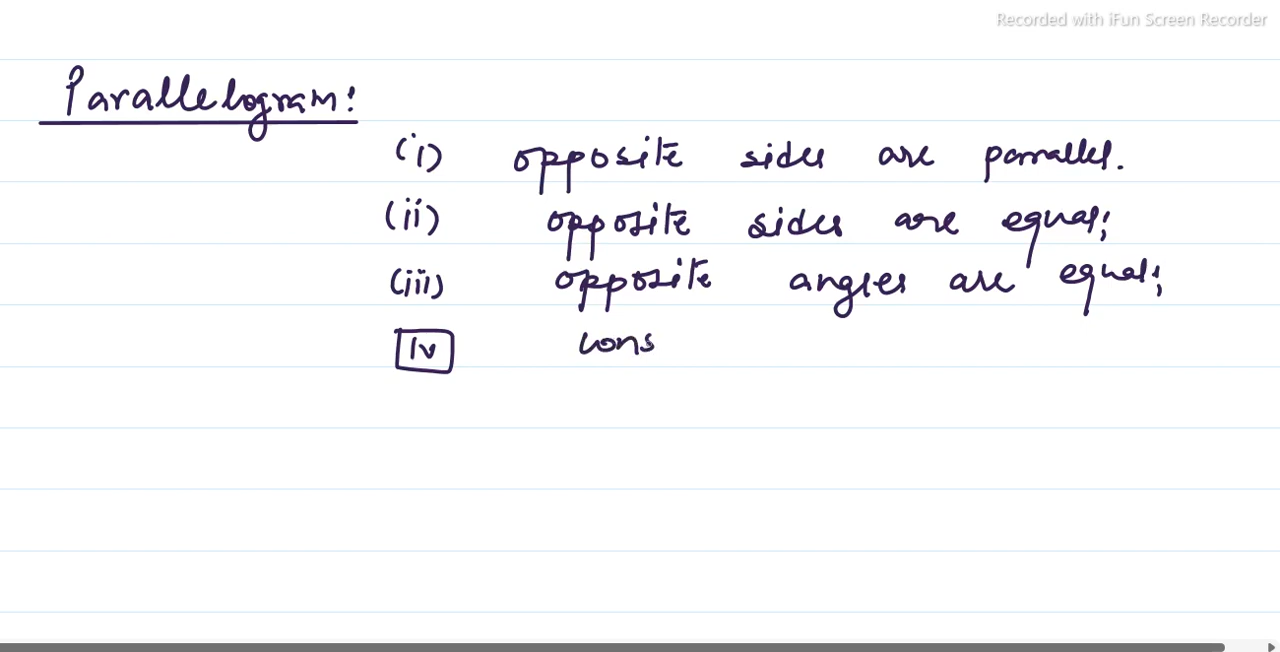 Recorded with iFun Screen Recorder
Parallelogram:
(i) opposite sides are parallel.
(ii) opposite sides are equal;
(iii) opposite angles are equal;
iv cons